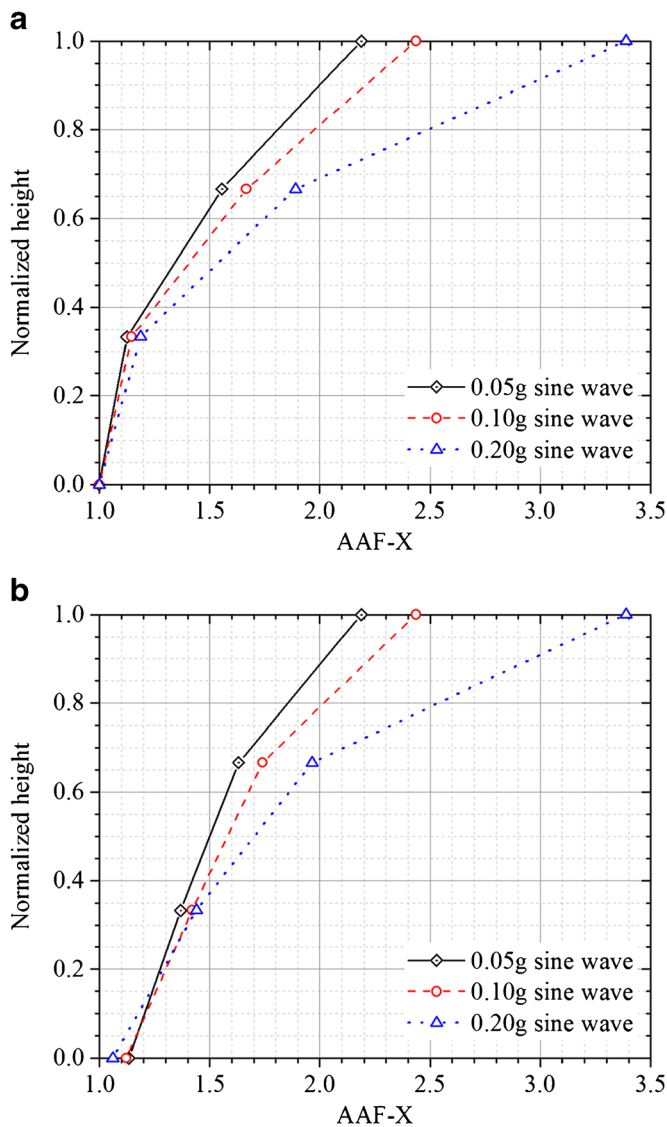 a
1.0
0.8
0.6
0.4
0.2
0.0
Normalized height
0.05g sine wave
0.10g sine wave
0.20g sine wave
1.0 1.5 2.0 2.5 3.0 3.5
AAF-X
b
1.0
0.8
0.6
0.4
0.2
0.0
Normalized height
0.05g sine wave
0.10g sine wave
0.20g sine wave
1.0 1.5 2.0 2.5 3.0 3.5
AAF-X